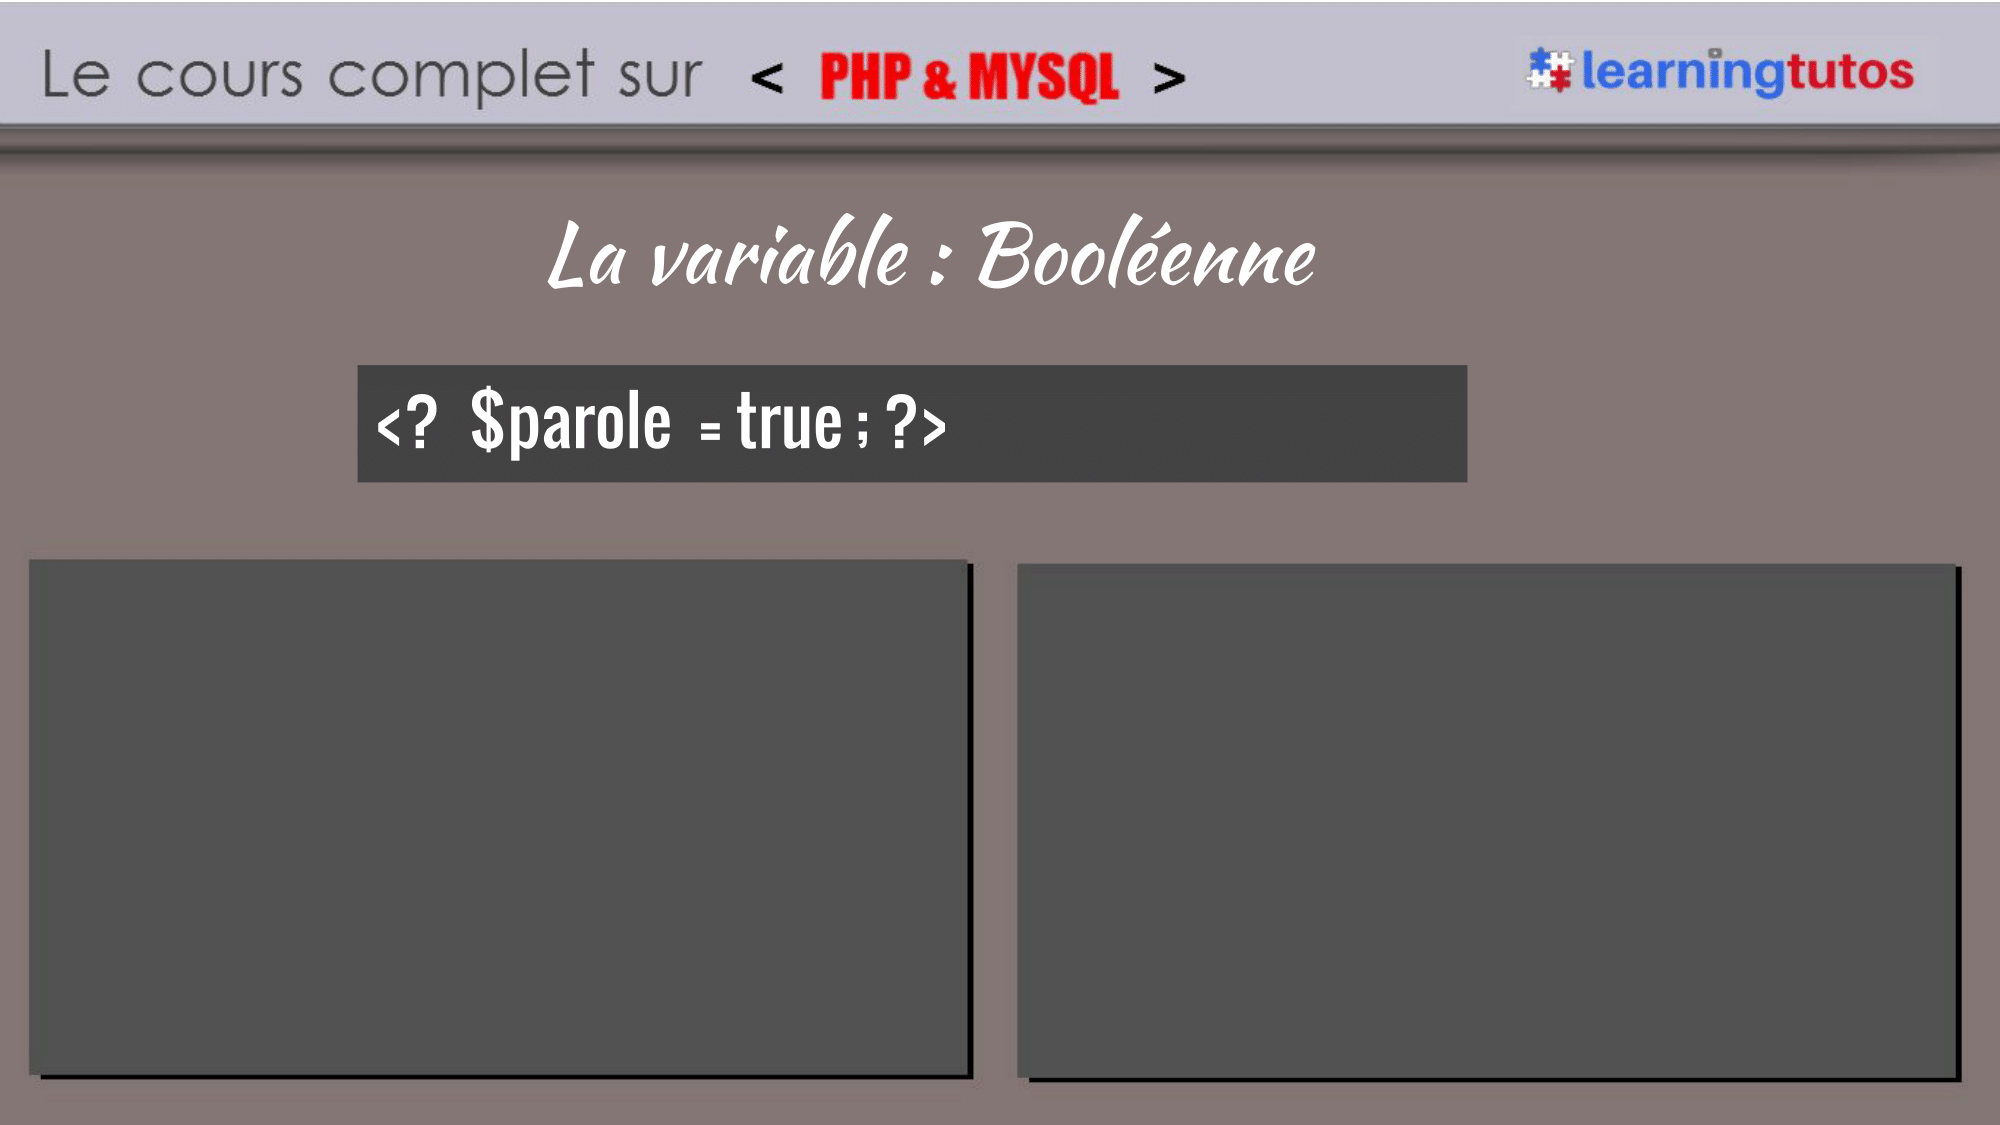 Le cours complet sur < PHP & MYSQL > learningtutos
La variable : Booléenne
<? $parole = true ; ?>